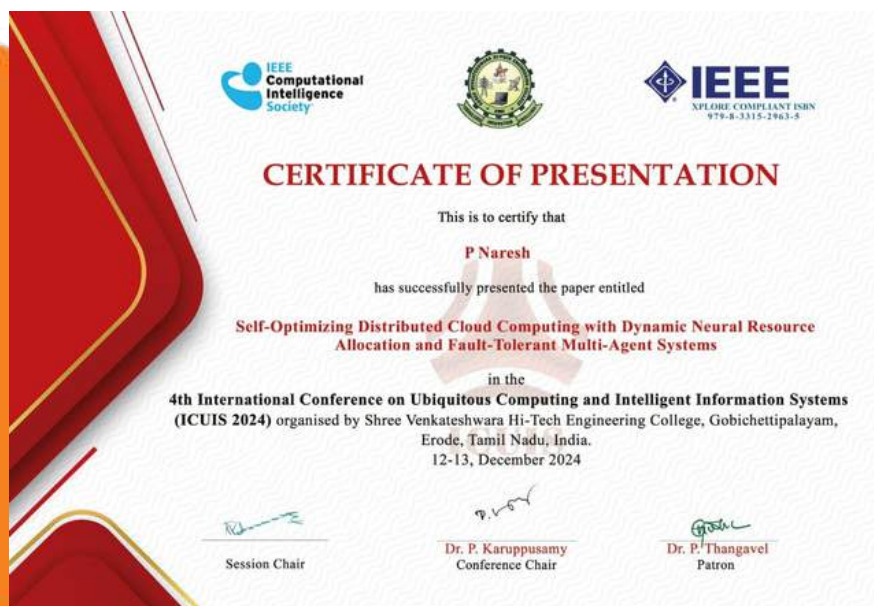 IEEE
Computational
Intelligence
Society
IEEE
XPLORE COMPLIANT ISBN
979-8-3315-2963-5
CERTIFICATE OF PRESENTATION
This is to certify that
P Naresh
has successfully presented the paper entitled
Self-Optimizing Distributed Cloud Computing with Dynamic Neural Resource
Allocation and Fault-Tolerant Multi-Agent Systems
in the
4th International Conference on Ubiquitous Computing and Intelligent Information Systems
(ICUIS 2024) organised by Shree Venkateshwara Hi-Tech Engineering College, Gobichettipalayam,
Erode, Tamil Nadu, India.
ICUIS
12-13, December 2024
Session Chair
Dr. P. Karuppusamy
Conference Chair
Dr. P. Thangavel
Patron